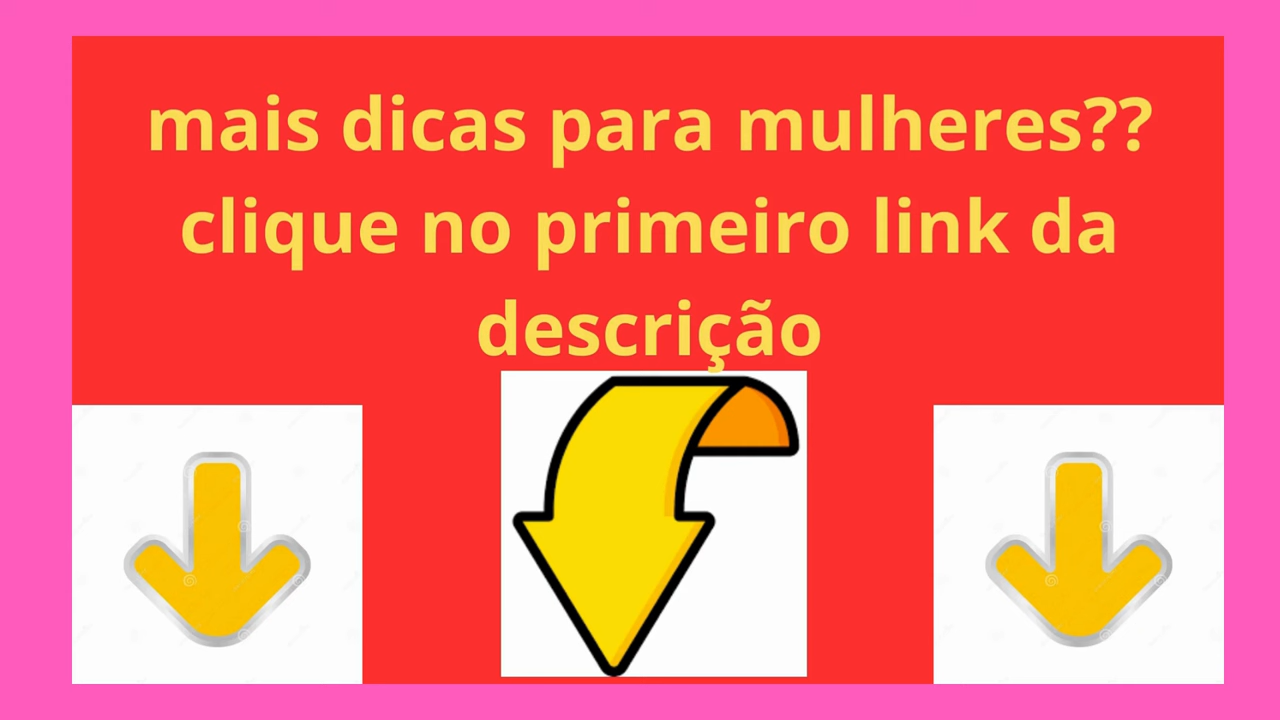 mais dicas para mulheres??
clique no primeiro link da
descrição